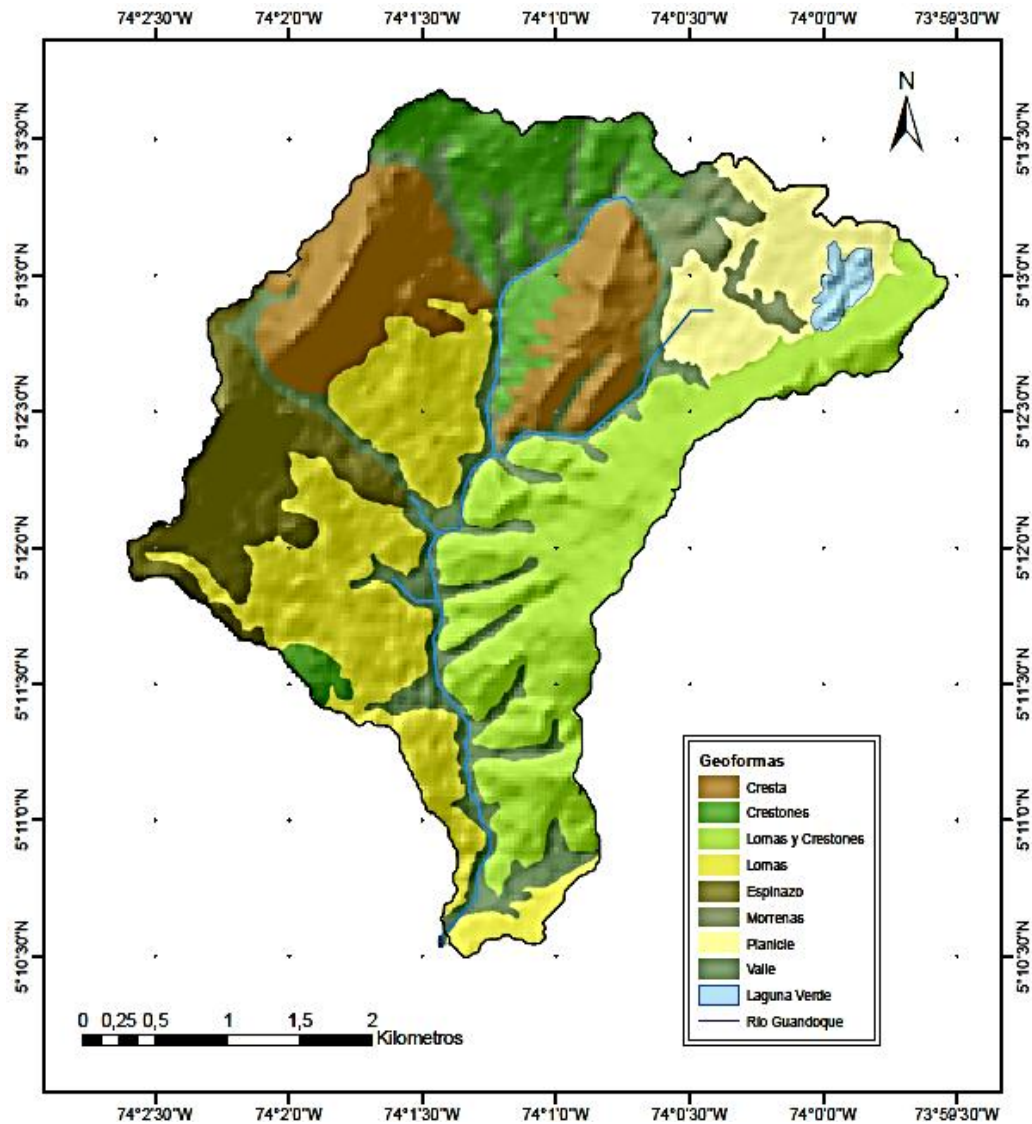 74°2'30"W 74°2'0"W 74°1'30"W 74°1'0"W 74°0'30"W 74°0'0"W 73°59'30"W
N
5°13'30"N 5°13'30"N
5°13'0"N 5°13'0"N
5°12'30"N 5°12'30"N
5°12'0"N 5°12'0"N
5°11'30"N 5°11'30"N
Geoformas
Cresta
Crestones
Lomas y Crestones
Lomas
Espinazo
Morrenas
Planicie
Valle
Laguna Verde
Rio Guandoque
5°11'0"N 5°11'0"N
5°10'30"N 5°10'30"N
0 0,25 0,5 1 1,5 2
Kilometros
74°2'30"W 74°2'0"W 74°1'30"W 74°1'0"W 74°0'30"W 74°0'0"W 73°59'30"W